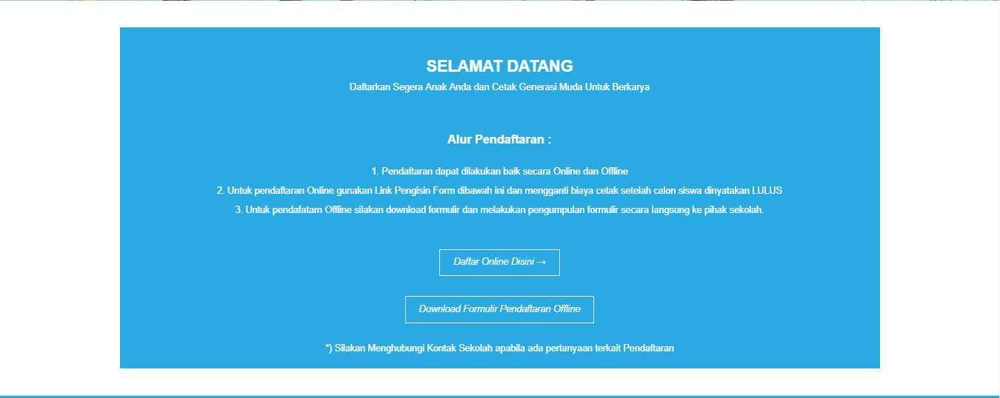 SELAMAT DATANG
Daftarkan Segera Anak Anda dan Cetak Generasi Muda Untuk Berkarya
Alur Pendaftaran :
1. Pendaftaran dapat dilakukan baik secara Online dan Offline
2. Untuk pendaftaran Online gunakan Link Pengisin Form dibawah ini dan mengganti biaya cetak setelah calon siswa dinyatakan LULUS
3. Untuk pendafatarn Offline silakan download formulir dan melakukan pengumpulan formulir secara langsung ke pihak sekolah.
Daftar Online Disini →
Download Formulir Pendaftaran Offline
*) Silakan Menghubungi Kontak Sekolah apabila ada pertanyaan terkait Pendaftaran